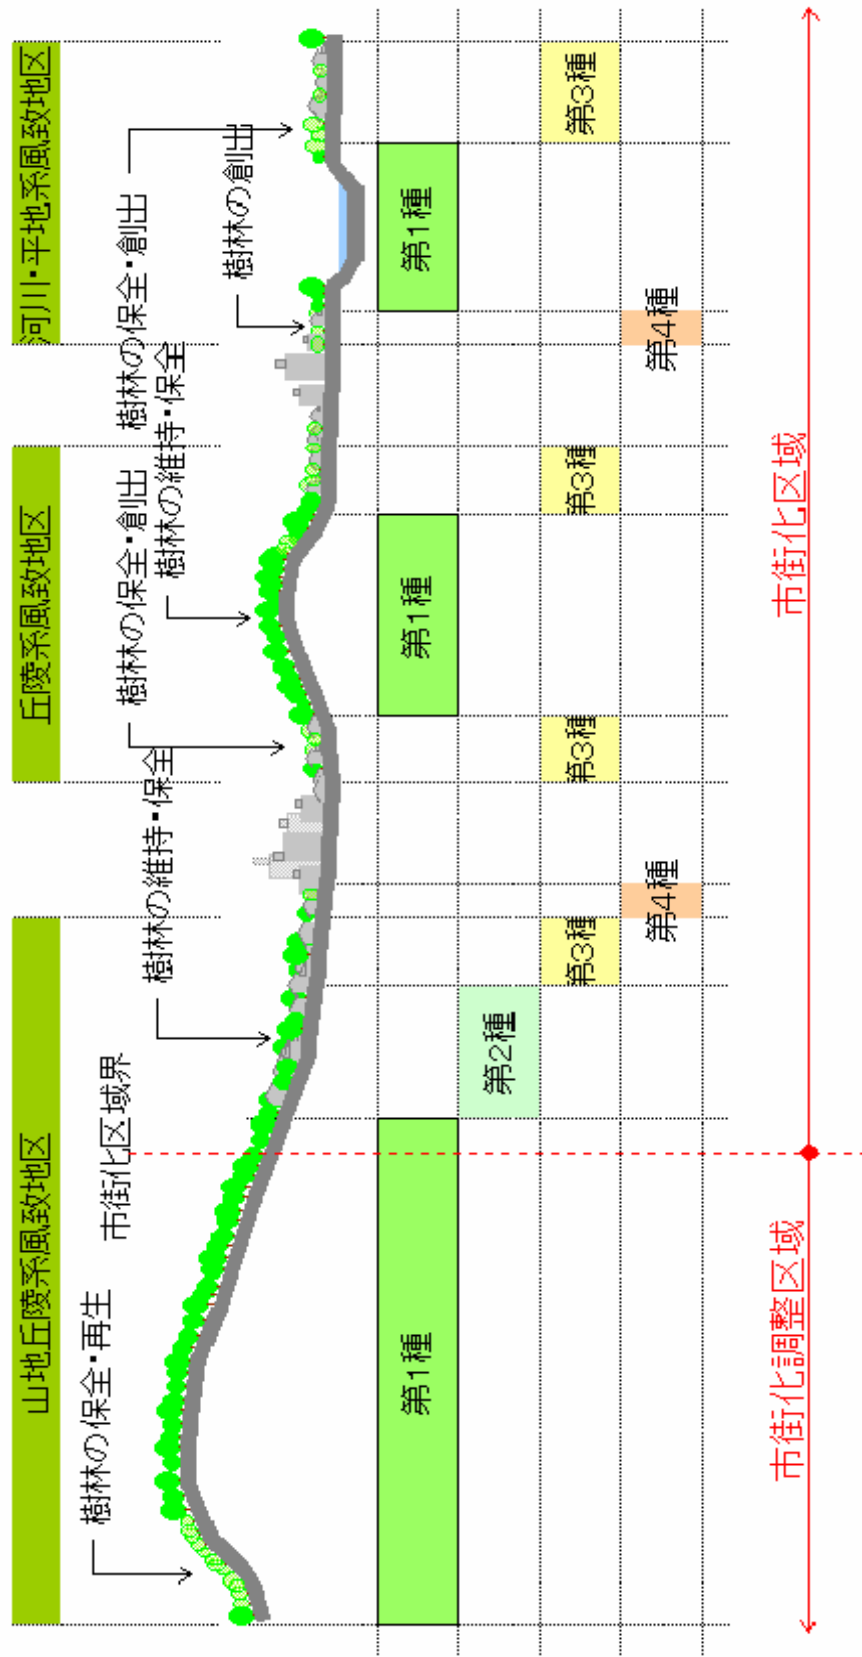 山地丘陵系風致地区
丘陵系風致地区
河川・平地系風致地区
樹林の保全・再生
市街化区域界
樹林の維持・保全
樹林の保全・創出
樹林の維持・保全
樹林の保全・創出
樹林の創出
第1種
第1種
第1種
第2種
第3種
第3種
第3種
第3種
第4種
第4種
市街化調整区域
市街化区域